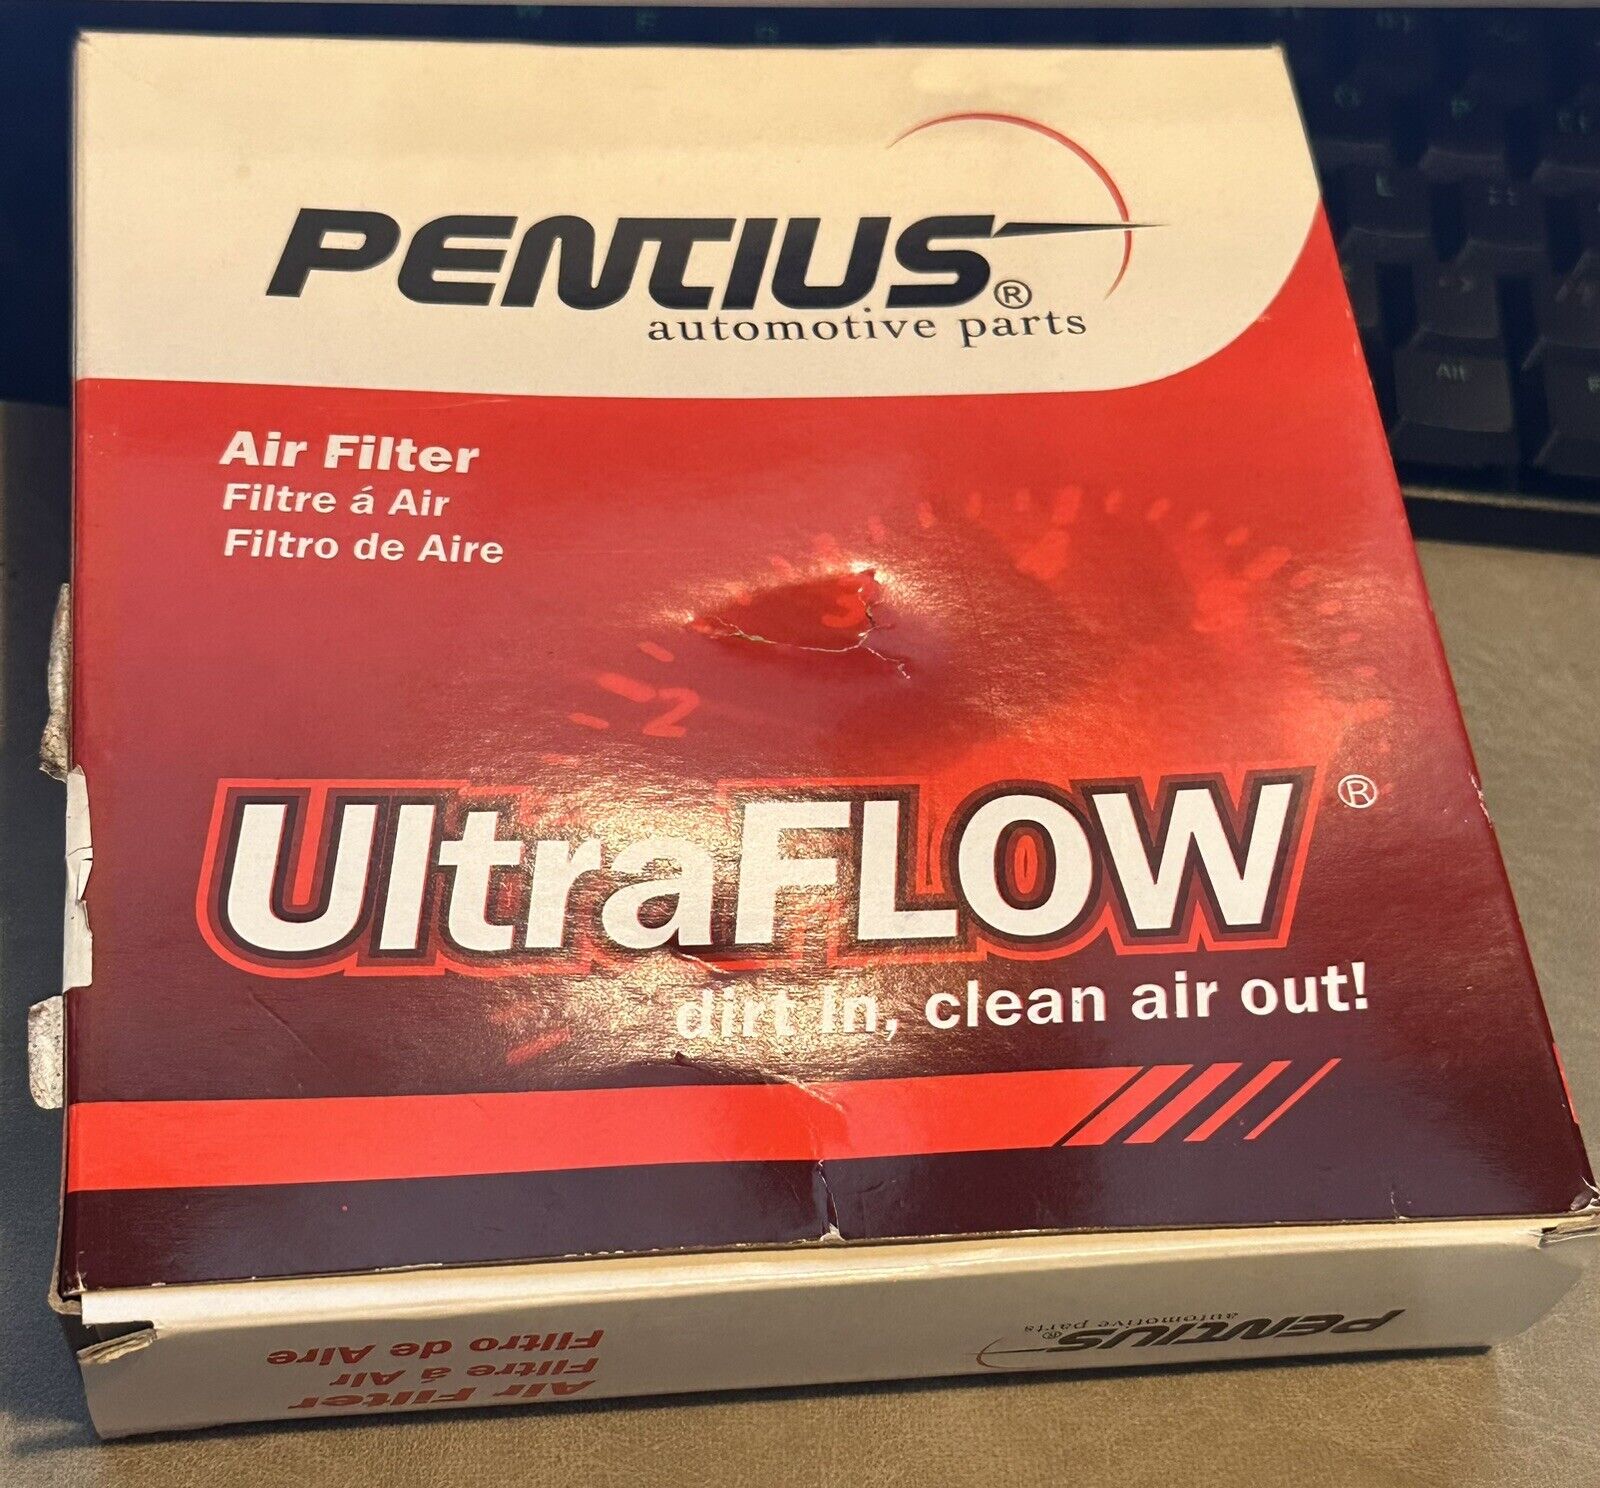 PENTIUS®
automotive parts
Air Filter
Filtre á Air
Filtro de Aire
3
2
UltraFLOW®
dirt in, clean air out!
PENTIUS®
automotive parts
Air Filter
Filtre á Air
Filtro de Aire
Alt